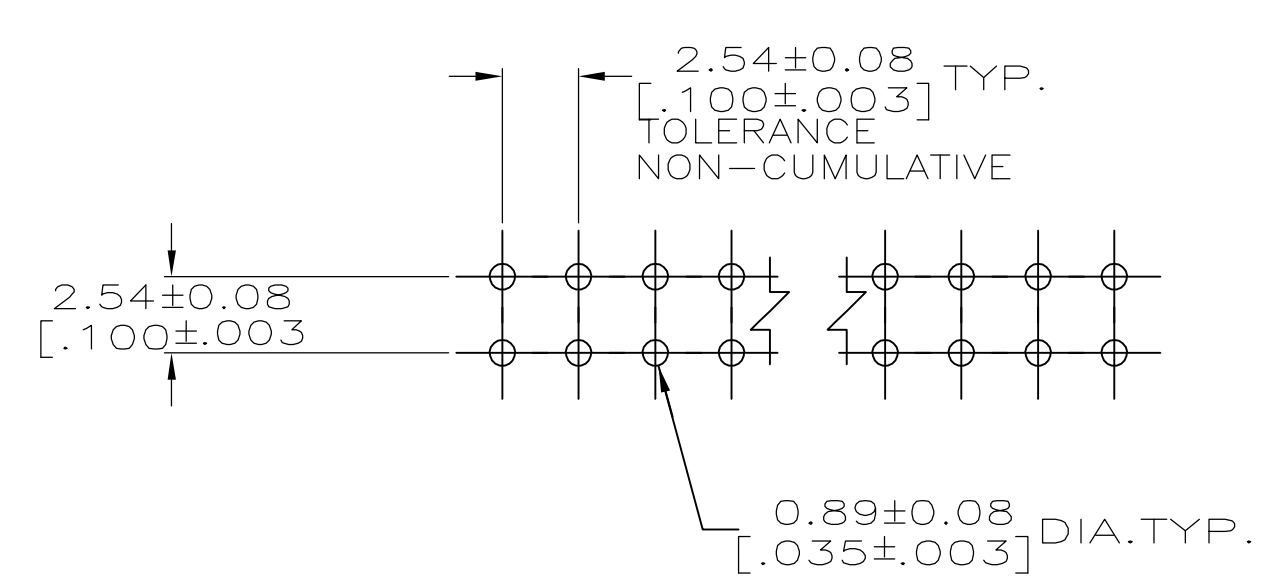 2.54±0.08
[.100±.003] TYP.
TOLERANCE
NON-CUMULATIVE
2.54±0.08
[.100±.003
0.89±0.08
[.035±.003] DIA.TYP.